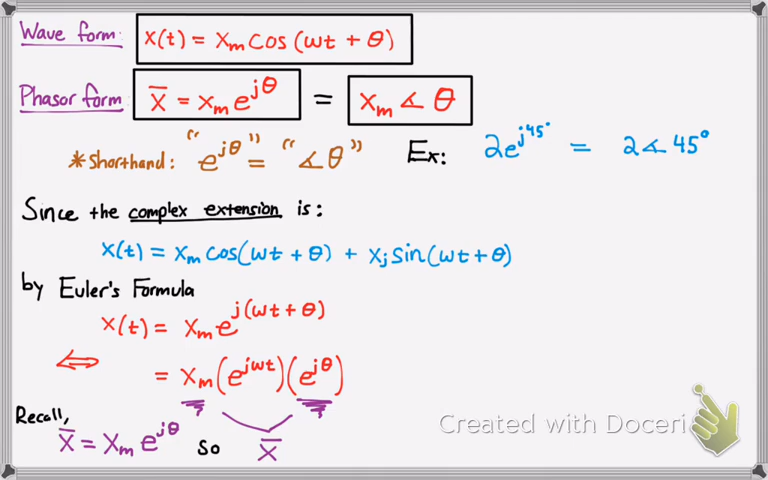 Wave form: x(t) = xₘ cos(ωt + θ)
Phasor form: X̄ = xₘ e^{jθ} = xₘ ∡ θ
*Shorthand: "e^{jθ}" = "∡θ" Ex: 2e^{j45°} = 2∡45°
Since the complex extension is:
x(t) = xₘ cos(ωt + θ) + xⱼ sin(ωt + θ)
by Euler's Formula
x(t) = xₘ e^{j(ωt + θ)}
⇔ = xₘ (e^{jωt})(e^{jθ})
Recall,
X̄ = xₘ e^{jθ} so X̄
Created with Doceri